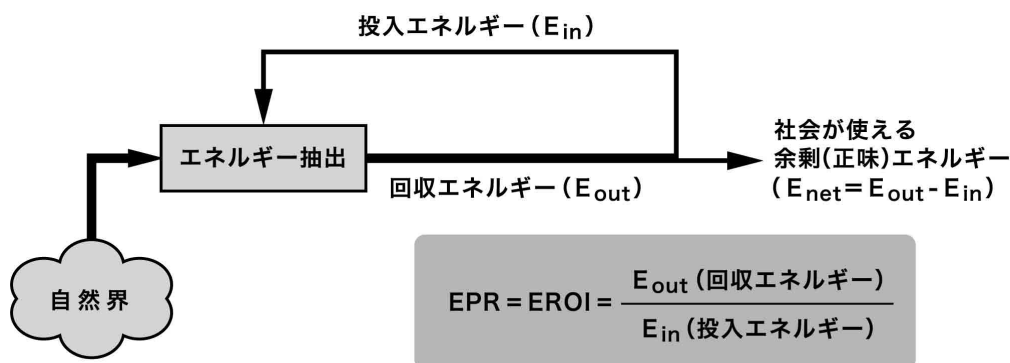 投入エネルギー(Ein)
エネルギー抽出
回収エネルギー(Eout)
社会が使える
余剰(正味)エネルギー
(Enet=Eout-Ein)
自然界
EPR=EROI=
Eout(回収エネルギー)
Ein(投入エネルギー)